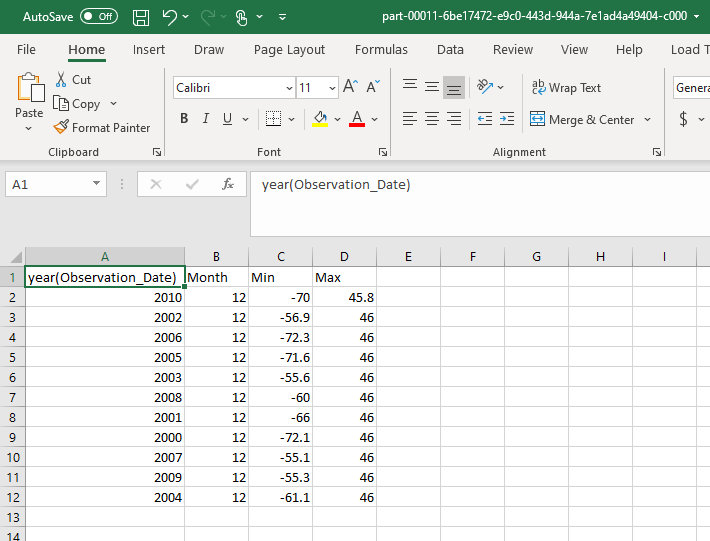 AutoSave Off part-00011-6be17472-e9c0-443d-944a-7e1ad4a49404-c000
File Home Insert Draw Page Layout Formulas Data Review View Help Load T
Paste Cut Copy Format Painter
Calibri 11 A A
B I U A
ab Wrap Text
Merge & Center
Genera
$
Clipboard Font Alignment
A1 fx year(Observation_Date)
A B C D E F G H I
1 year(Observation_Date) Month Min Max
2 2010 12 -70 45.8
3 2002 12 -56.9 46
4 2006 12 -72.3 46
5 2005 12 -71.6 46
6 2003 12 -55.6 46
7 2008 12 -60 46
8 2001 12 -66 46
9 2000 12 -72.1 46
10 2007 12 -55.1 46
11 2009 12 -55.3 46
12 2004 12 -61.1 46
13
14